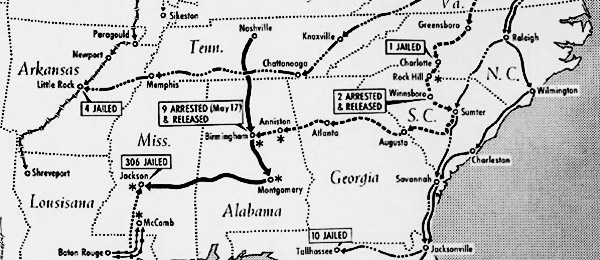 Va.
Sikeston
Nashville
Greensboro
Paragould
Knoxville
Raleigh
Tenn.
1 JAILED
Newport
Chattanooga
Charlotte
Arkansas
Rock Hill
*
N.C.
Little Rock
Memphis
Winnsboro
Wilmington
4 JAILED
9 ARRESTED (May 17)
& RELEASED
2 ARRESTED
& RELEASED
Anniston
S.C.
Sumter
Birmingham
*
*
Atlanta
Augusta
Miss.
306 JAILED
Charleston
Shreveport
Jackson
*
*
Montgomery
Georgia
Savannah
Lousisana
*
McComb
Alabama
10 JAILED
Baton Rouge
Tallhassee
Jacksonville